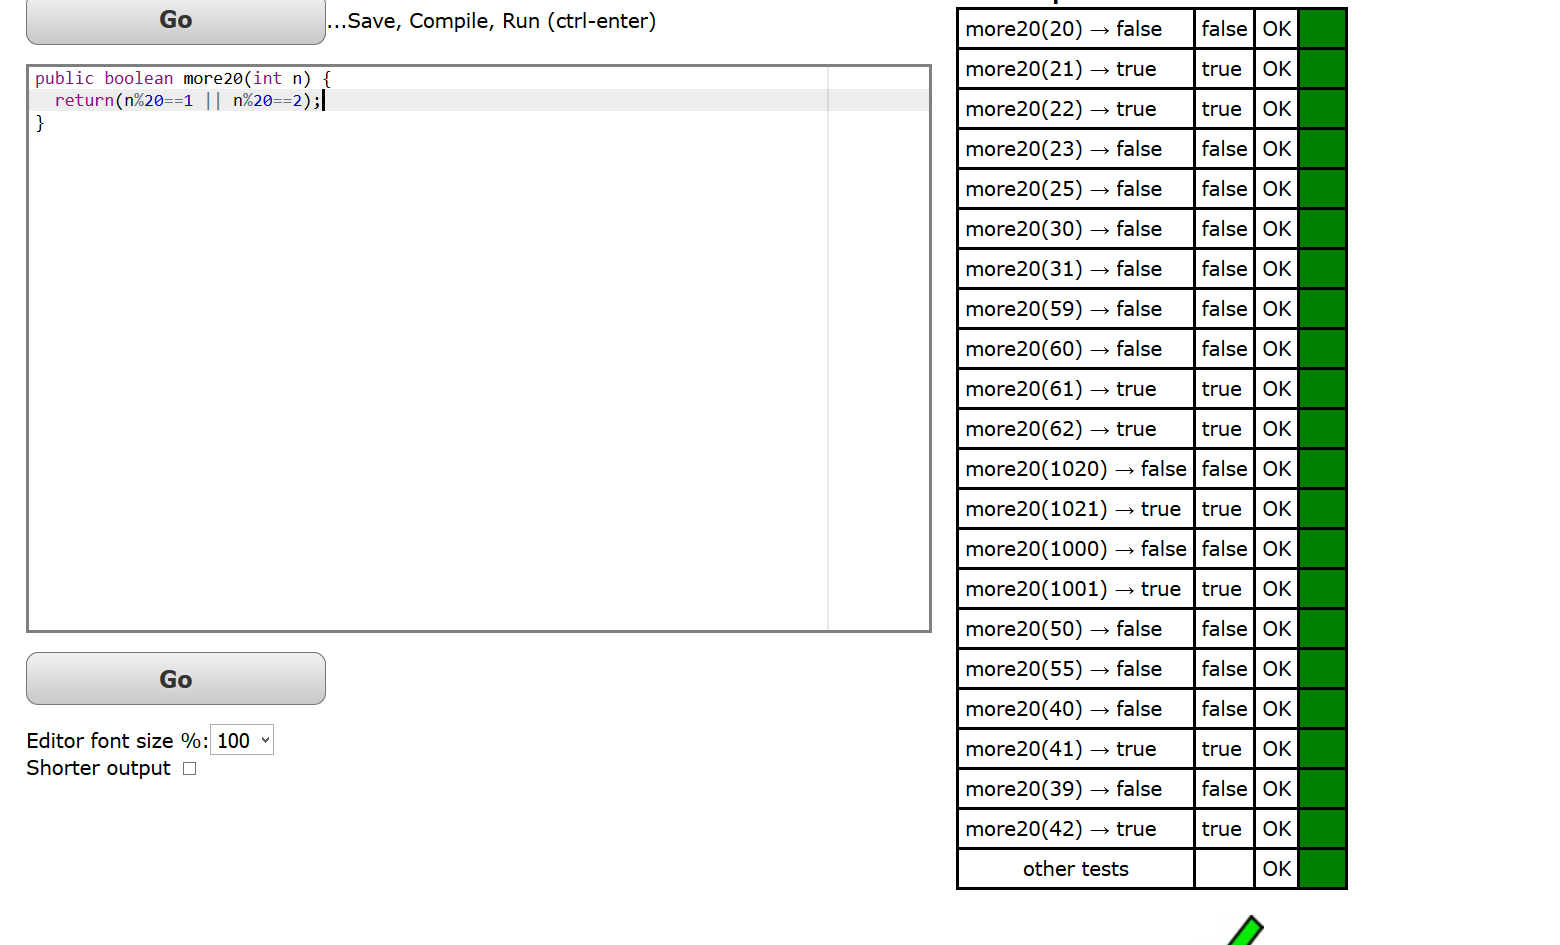 Go
...Save, Compile, Run (ctrl-enter)
public boolean more20(int n) {
return(n%20==1 || n%20==2);
}
Go
Editor font size %: 100
Shorter output
more20(20) → false false OK
more20(21) → true true OK
more20(22) → true true OK
more20(23) → false false OK
more20(25) → false false OK
more20(30) → false false OK
more20(31) → false false OK
more20(59) → false false OK
more20(60) → false false OK
more20(61) → true true OK
more20(62) → true true OK
more20(1020) → false false OK
more20(1021) → true true OK
more20(1000) → false false OK
more20(1001) → true true OK
more20(50) → false false OK
more20(55) → false false OK
more20(40) → false false OK
more20(41) → true true OK
more20(39) → false false OK
more20(42) → true true OK
other tests OK